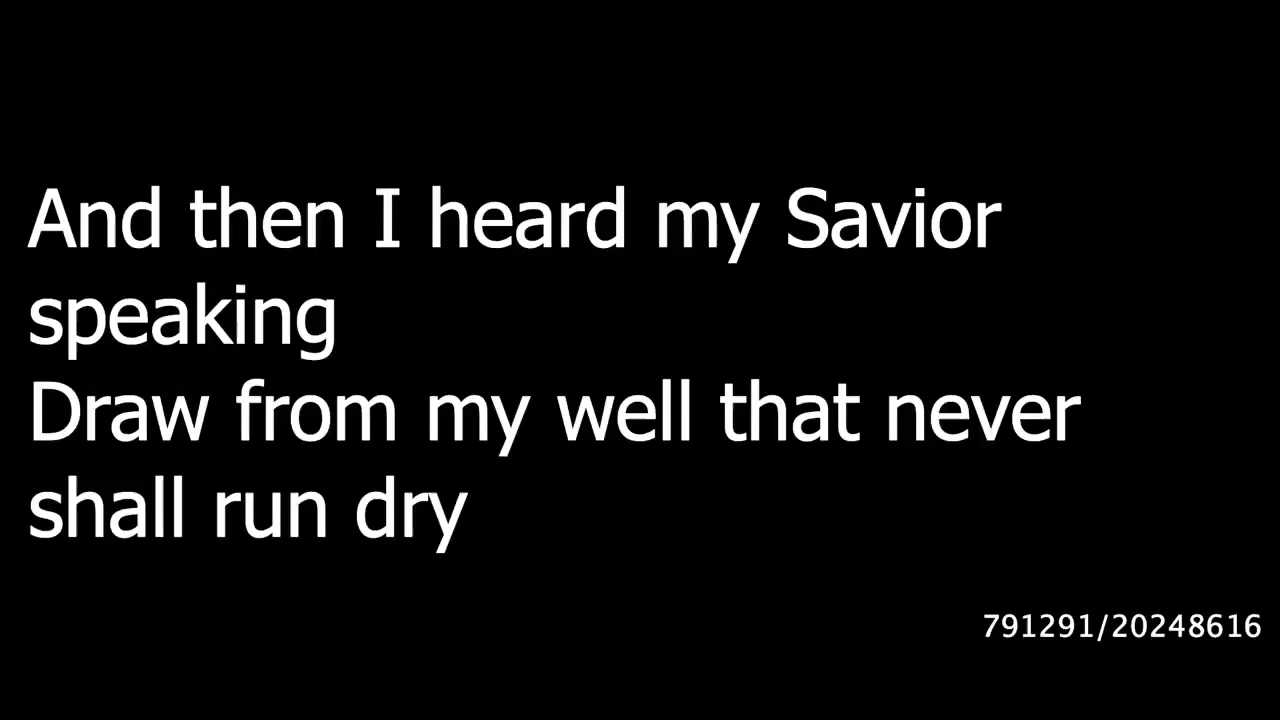 And then I heard my Savior
speaking
Draw from my well that never
shall run dry
791291/20248616